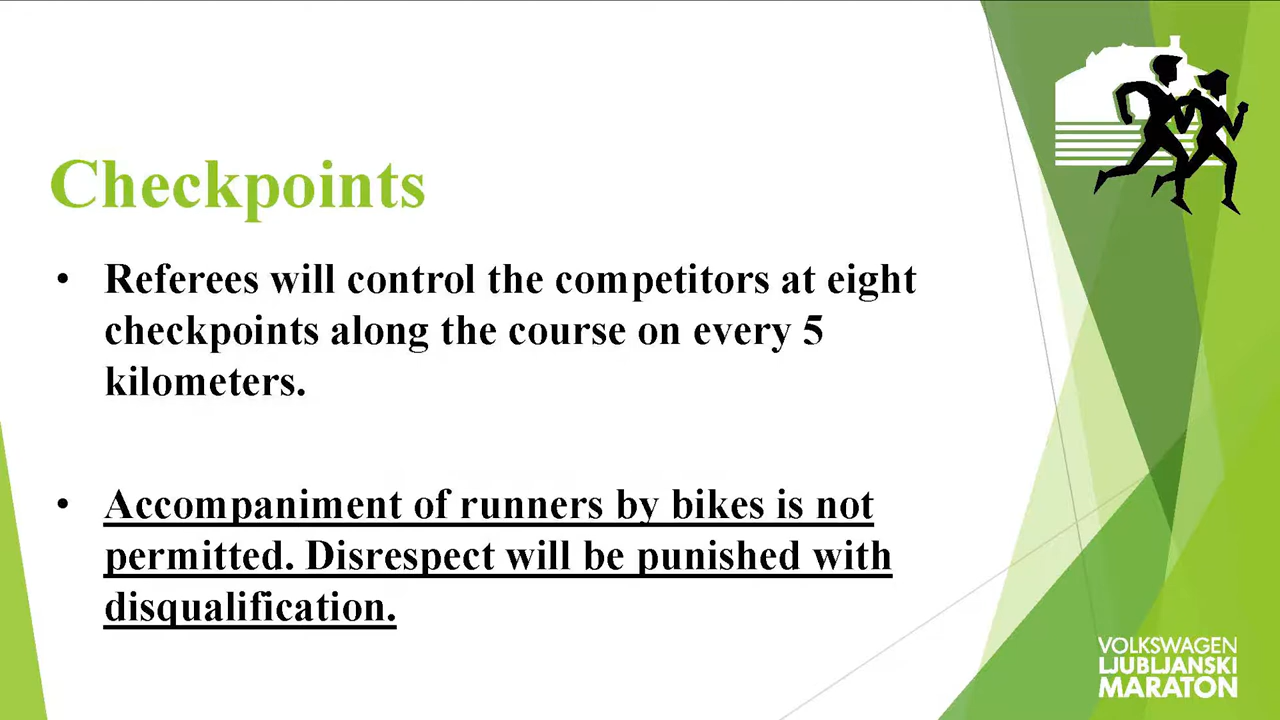 Checkpoints
• Referees will control the competitors at eight
checkpoints along the course on every 5
kilometers.
• Accompaniment of runners by bikes is not
permitted. Disrespect will be punished with
disqualification.
VOLKSWAGEN
LJUBLJANSKI
MARATON